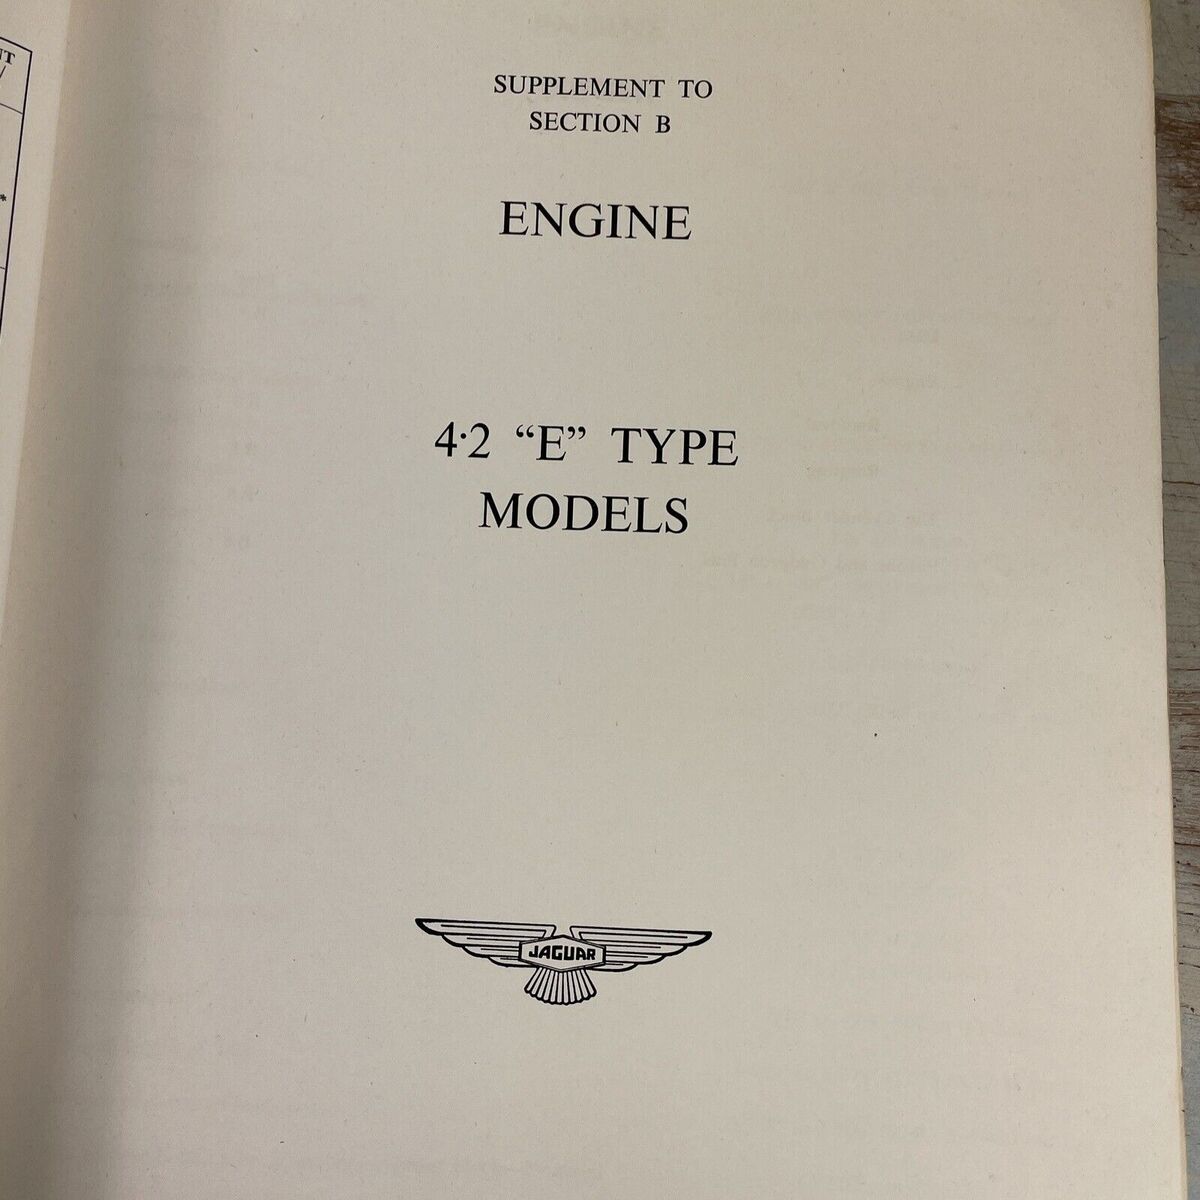 SUPPLEMENT TO
SECTION B
ENGINE
4·2 “E” TYPE
MODELS
JAGUAR